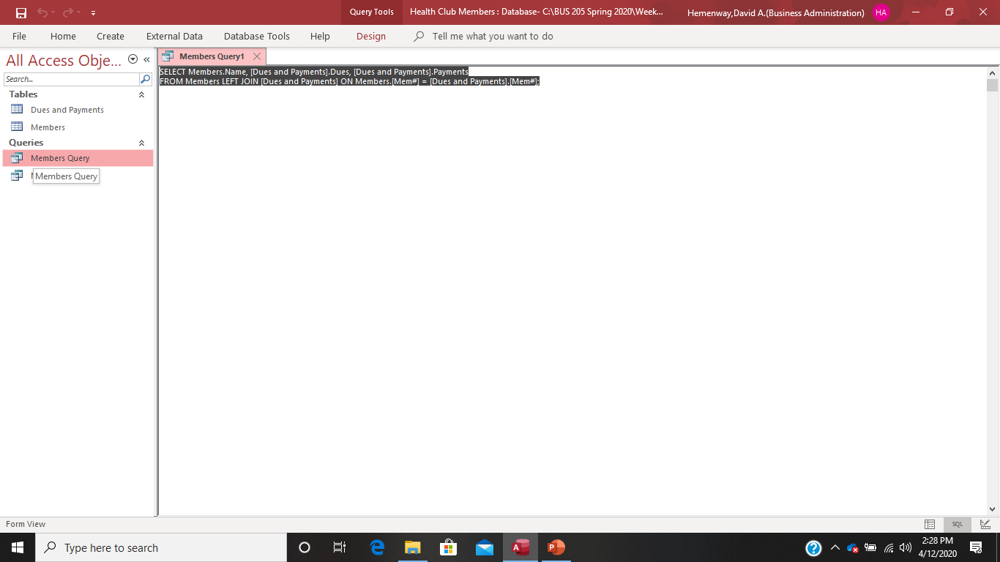 Query Tools
Health Club Members : Database- C:\BUS 205 Spring 2020\Week...
Hemenway,David A.(Business Administration)
HA
File Home Create External Data Database Tools Help Design Tell me what you want to do
All Access Obje...
Members Query1
Search...
SELECT Members.Name, [Dues and Payments].Dues, [Dues and Payments].Payments
FROM Members LEFT JOIN [Dues and Payments] ON Members.[Mem#] = [Dues and Payments].[Mem#];
Tables
Dues and Payments
Members
Queries
Members Query
Members Query
Form View
SQL
Type here to search
2:28 PM
4/12/2020